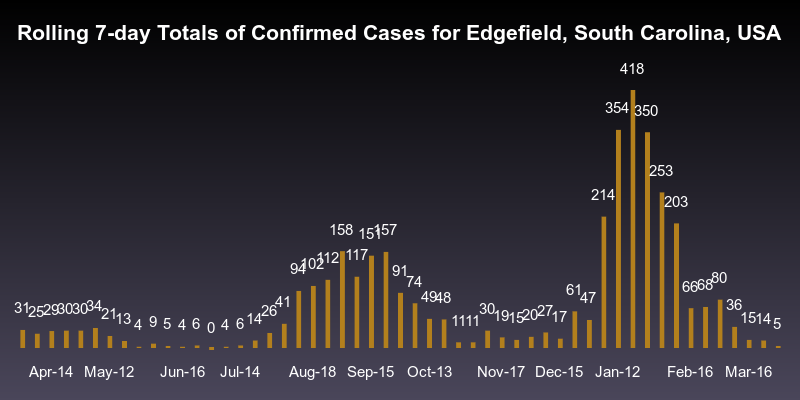 Rolling 7-day Totals of Confirmed Cases for Edgefield, South Carolina, USA
31 25 29 30 30 34 21 13 4 9 5 4 6 0 4 6 14 26 41 94 102 112 158 117 151 157 91 74 49 48 11 11 30 19 15 20 27 17 61 47 214 354 418 350 253 203 66 68 80 36 15 14 5
Apr-14 May-12 Jun-16 Jul-14 Aug-18 Sep-15 Oct-13 Nov-17 Dec-15 Jan-12 Feb-16 Mar-16